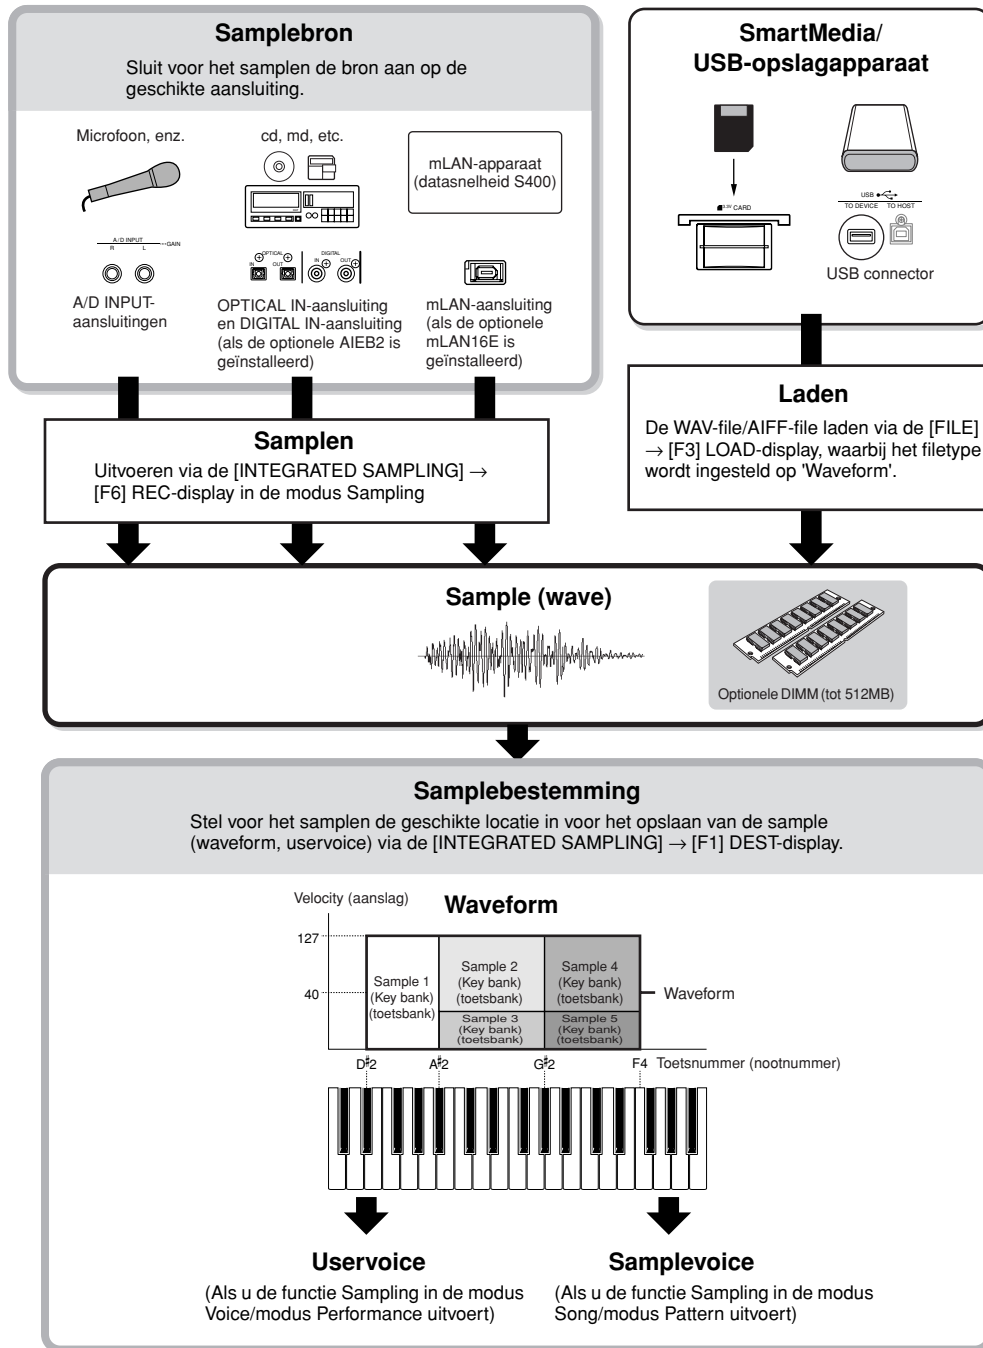 Samplebron
Sluit voor het samplen de bron aan op de
geschikte aansluiting.
Microfoon, enz.
A/D INPUT
R L GAIN
A/D INPUT-
aansluitingen
cd, md, etc.
OPTICAL
IN OUT
DIGITAL
IN OUT
OPTICAL IN-aansluiting
en DIGITAL IN-aansluiting
(als de optionele AIEB2 is
geïnstalleerd)
mLAN-apparaat
(datasnelheid S400)
mLAN-aansluiting
(als de optionele
mLAN16E is
geïnstalleerd)
SmartMedia/
USB-opslagapparaat
3.3V CARD
USB
TO DEVICE TO HOST
USB connector
Samplen
Uitvoeren via de [INTEGRATED SAMPLING] →
[F6] REC-display in de modus Sampling
Laden
De WAV-file/AIFF-file laden via de [FILE]
→ [F3] LOAD-display, waarbij het filetype
wordt ingesteld op 'Waveform'.
Sample (wave)
Optionele DIMM (tot 512MB)
Samplebestemming
Stel voor het samplen de geschikte locatie in voor het opslaan van de sample
(waveform, uservoice) via de [INTEGRATED SAMPLING] → [F1] DEST-display.
Velocity (aanslag)
Waveform
127
40
Sample 1
(Key bank)
(toetsbank)
Sample 2
(Key bank)
(toetsbank)
Sample 3
(Key bank)
(toetsbank)
Sample 4
(Key bank)
(toetsbank)
Sample 5
(Key bank)
(toetsbank)
Waveform
D♯2 A♯2 G♯2 F4 Toetsnummer (nootnummer)
Uservoice
(Als u de functie Sampling in de modus
Voice/modus Performance uitvoert)
Samplevoice
(Als u de functie Sampling in de modus
Song/modus Pattern uitvoert)